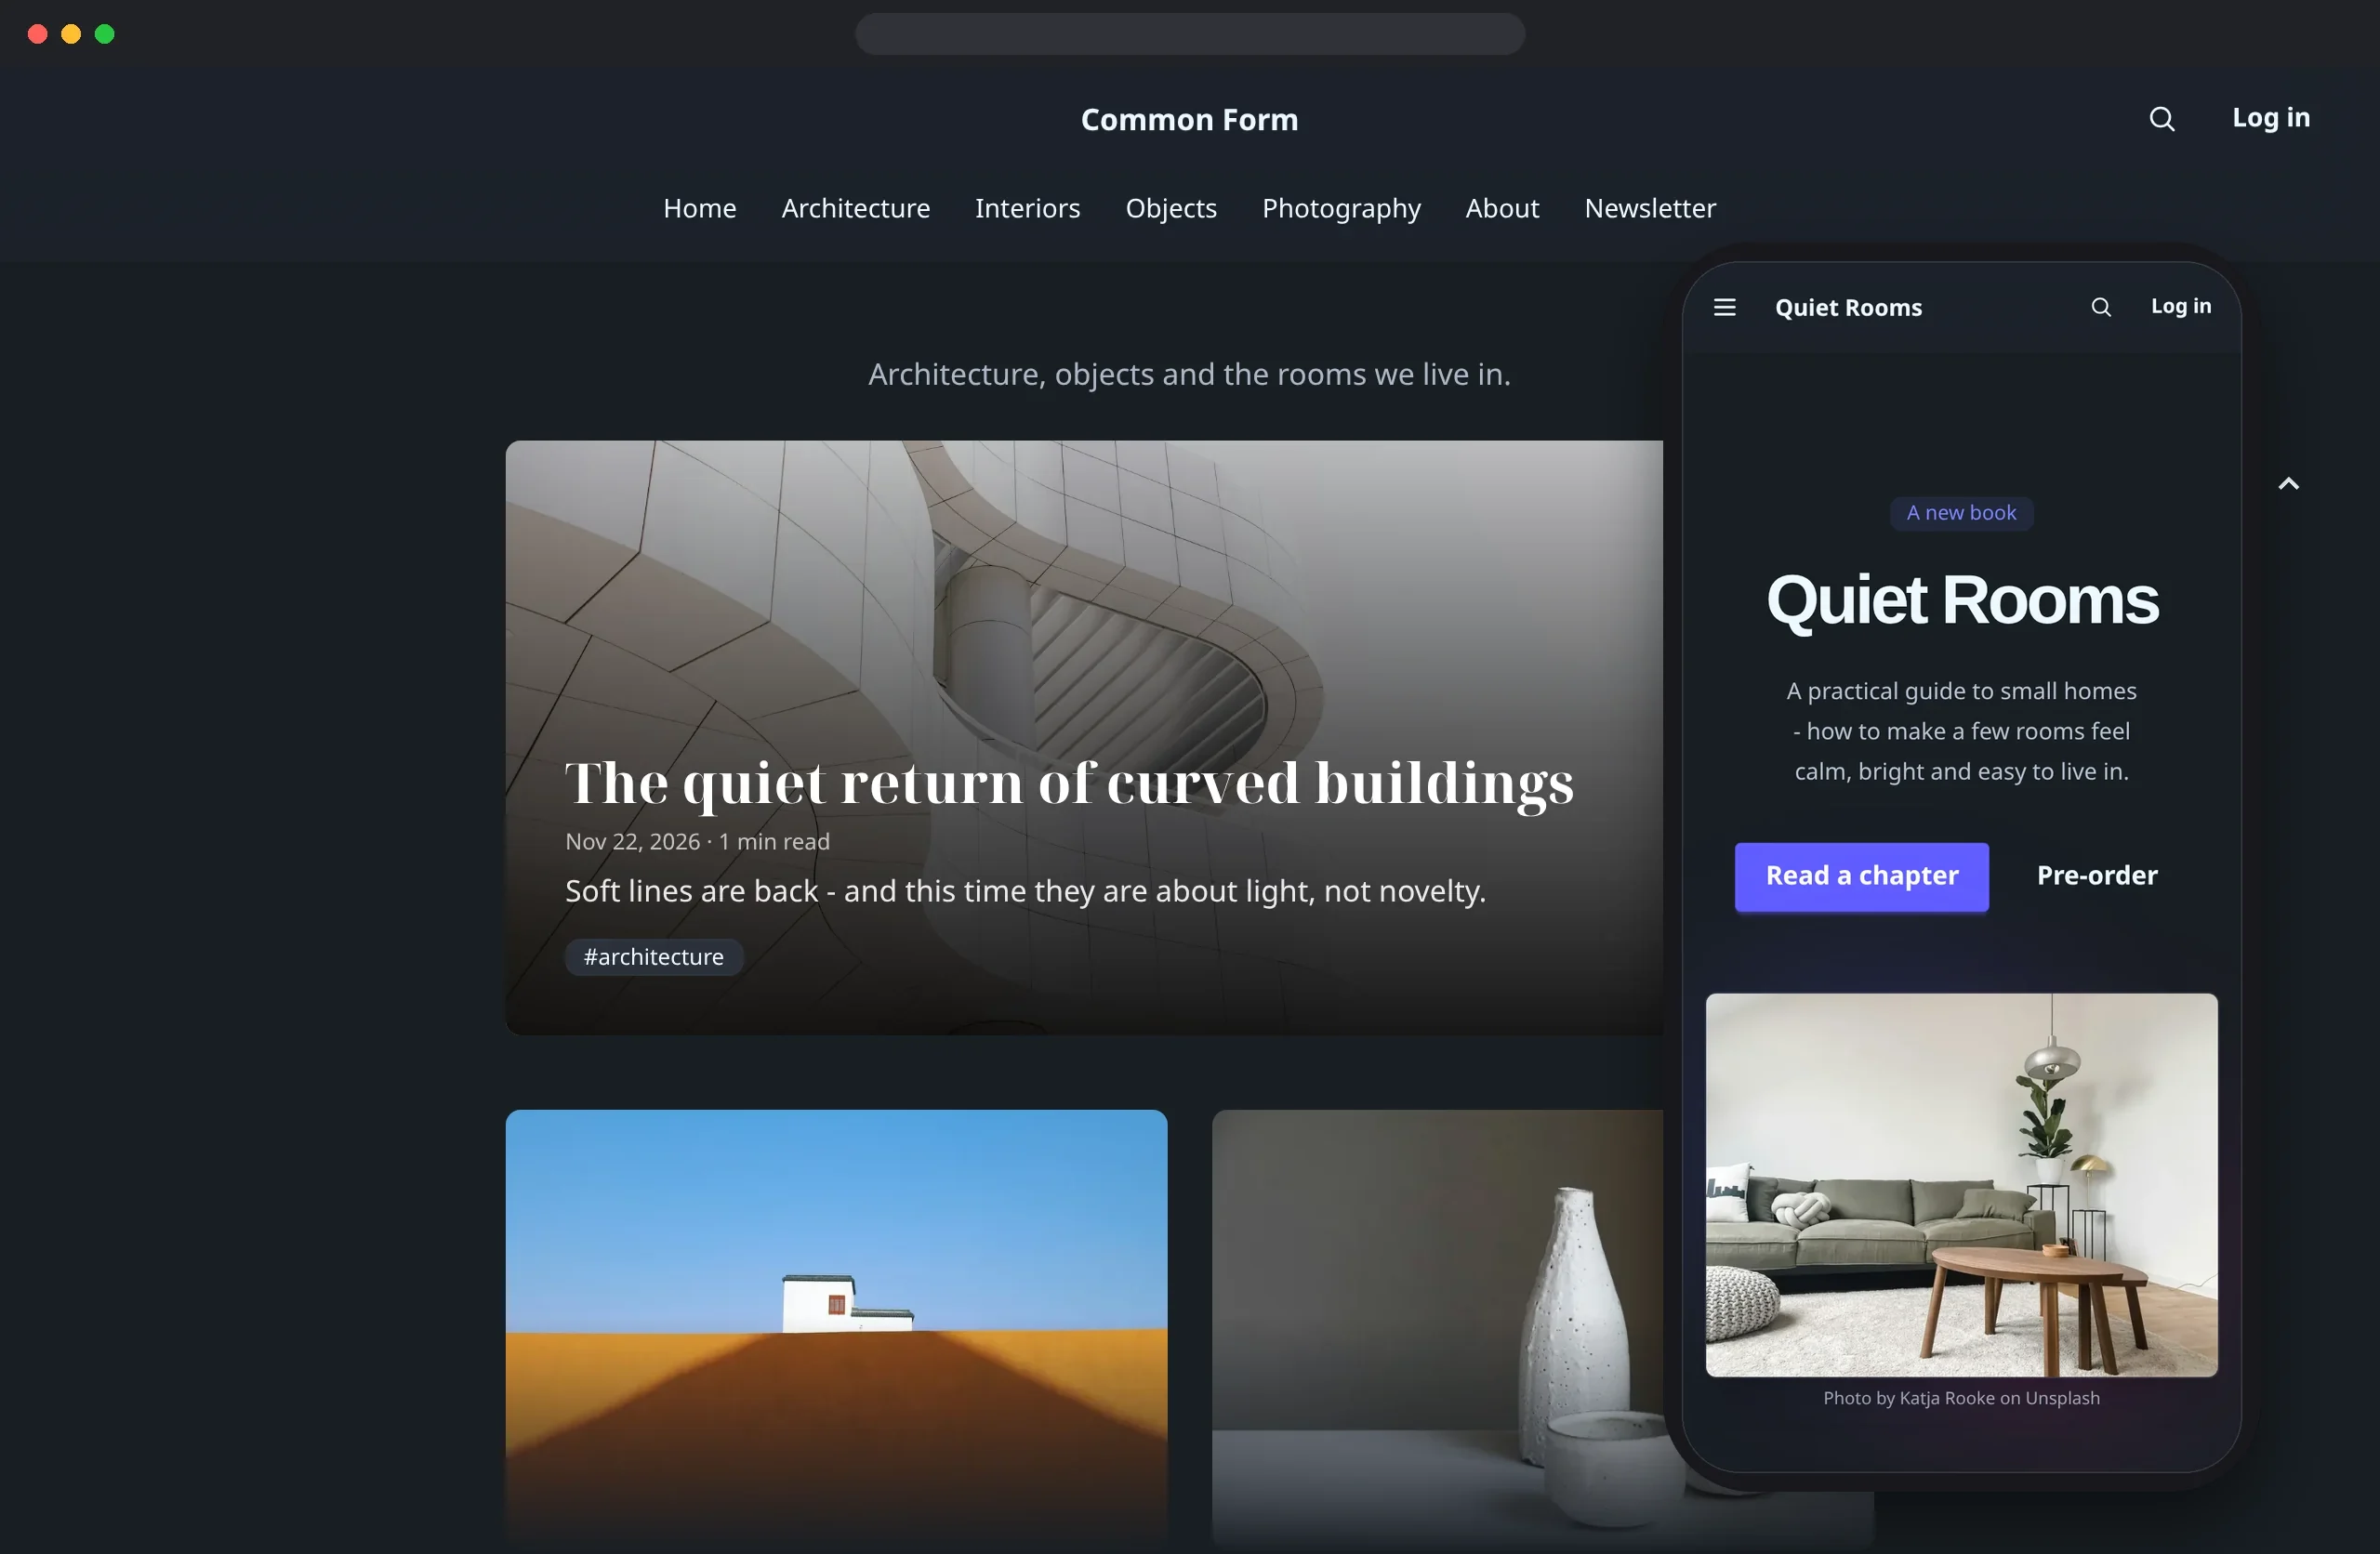 Common Form
Log in
Home Architecture Interiors Objects Photography About Newsletter
Architecture, objects and the rooms we live in.
The quiet return of curved buildings
Nov 22, 2026 · 1 min read
Soft lines are back - and this time they are about light, not novelty.
#architecture
Quiet Rooms
Log in
A new book
Quiet Rooms
A practical guide to small homes
- how to make a few rooms feel
calm, bright and easy to live in.
Read a chapter
Pre-order
Photo by Katja Rooke on Unsplash